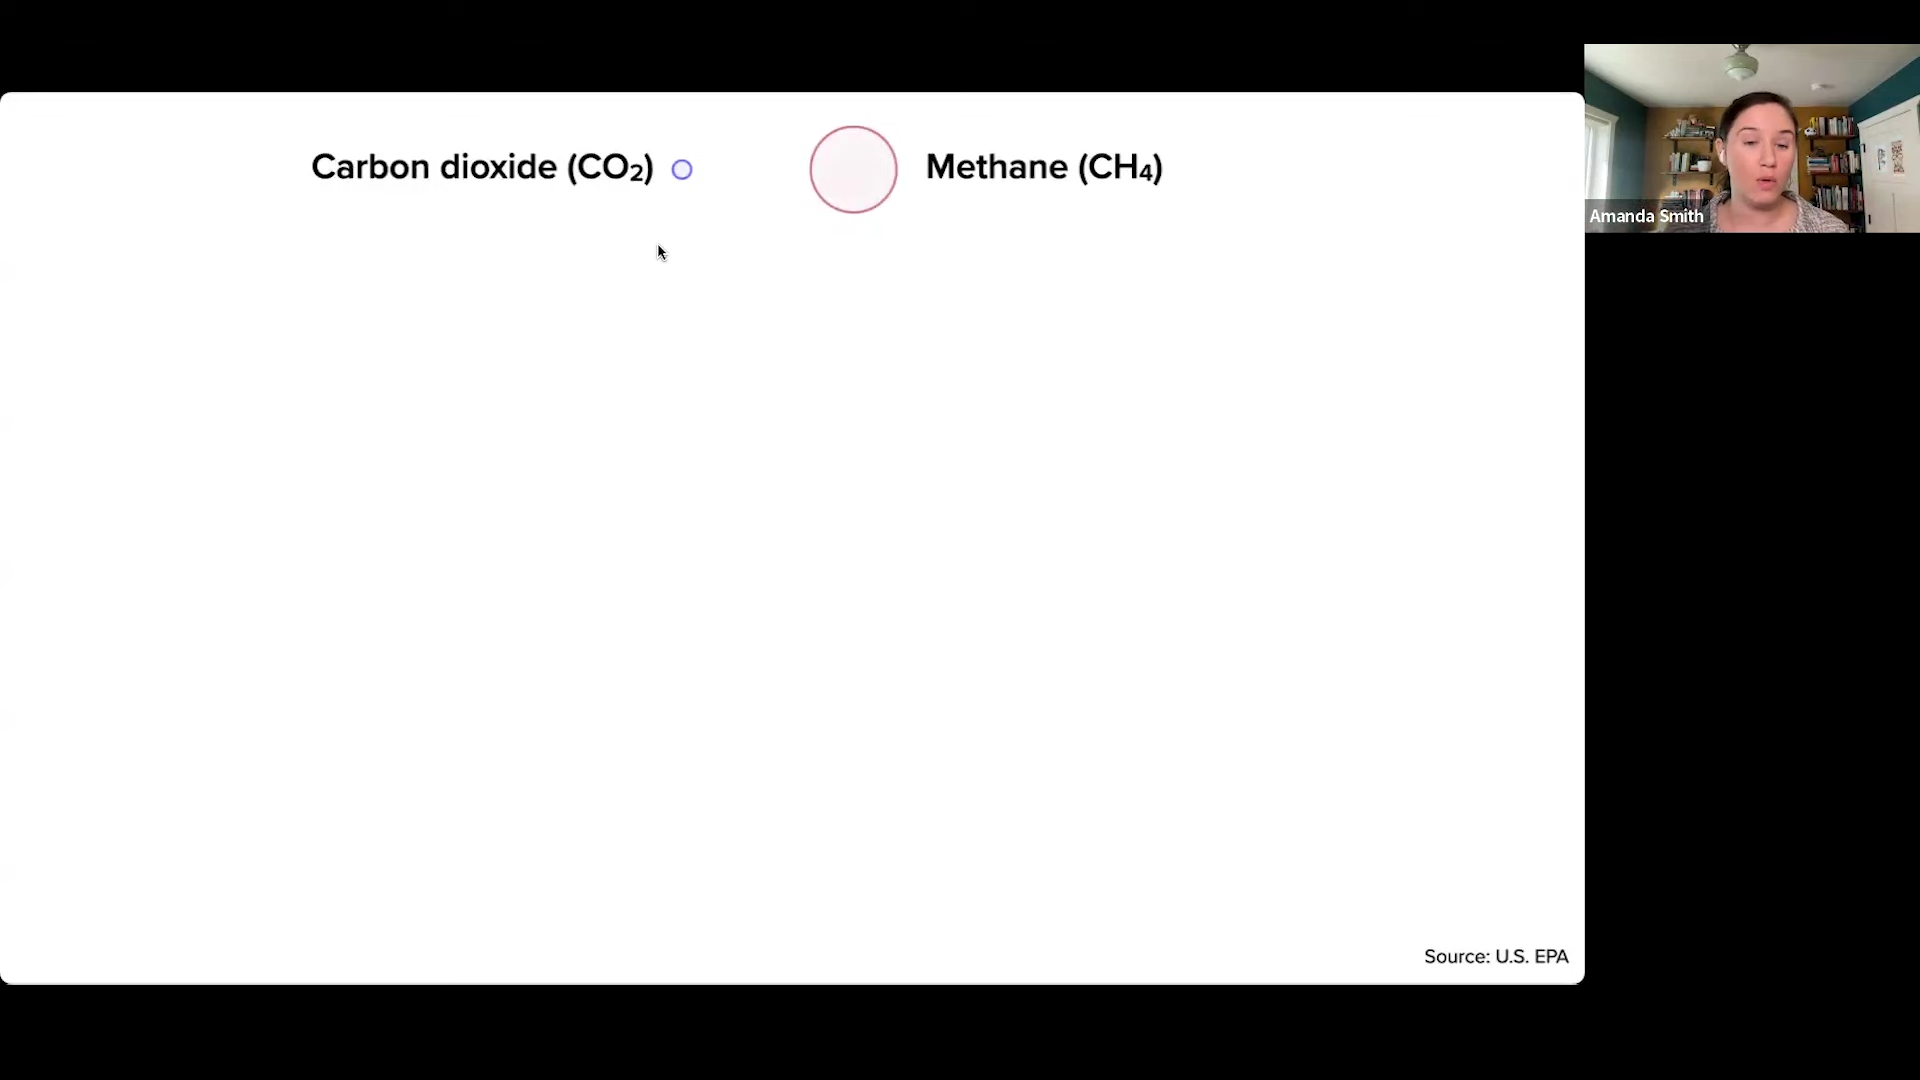 Carbon dioxide (CO₂)
Methane (CH₄)
Amanda Smith
Source: U.S. EPA